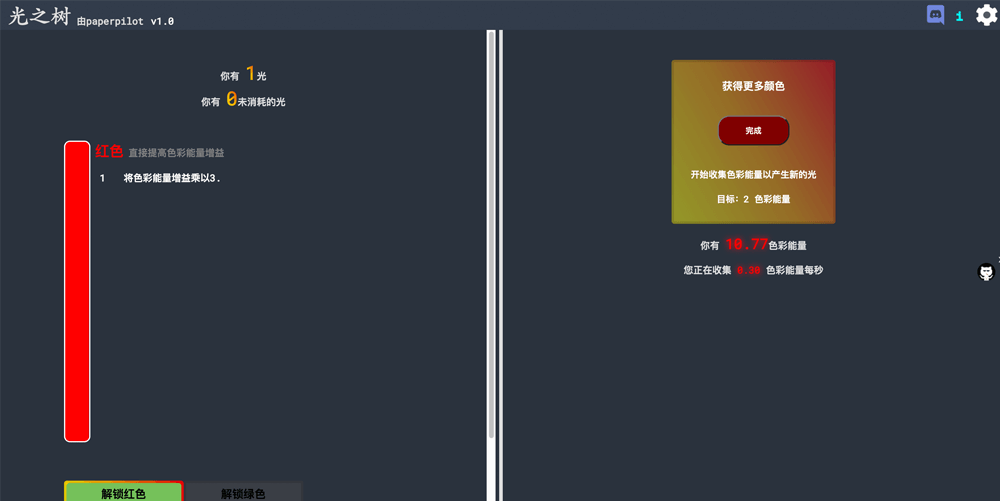 光之树 由paperpilot v1.0
i
你有 1光
你有 0未消耗的光
红色 直接提高色彩能量增益
1 将色彩能量增益乘以3.
解锁红色
解锁绿色
获得更多颜色
完成
开始收集色彩能量以产生新的光
目标: 2 色彩能量
你有 10.77色彩能量
您正在收集 0.30 色彩能量每秒